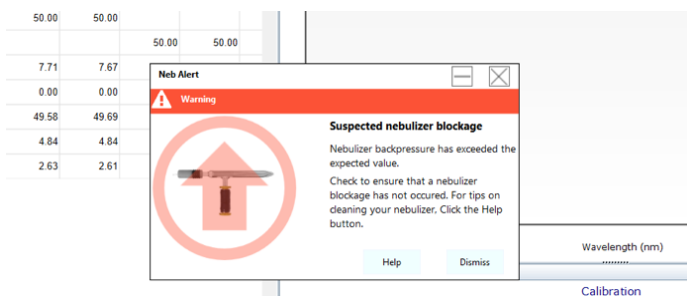 50.00 50.00
50.00 50.00
7.71 7.67
0.00 0.00
49.58 49.69
4.84 4.84
2.63 2.61
Neb Alert
Warning
Suspected nebulizer blockage
Nebulizer backpressure has exceeded the
expected value.
Check to ensure that a nebulizer
blockage has not occured. For tips on
cleaning your nebulizer, Click the Help
button.
Help Dismiss
Wavelength (nm)
Calibration